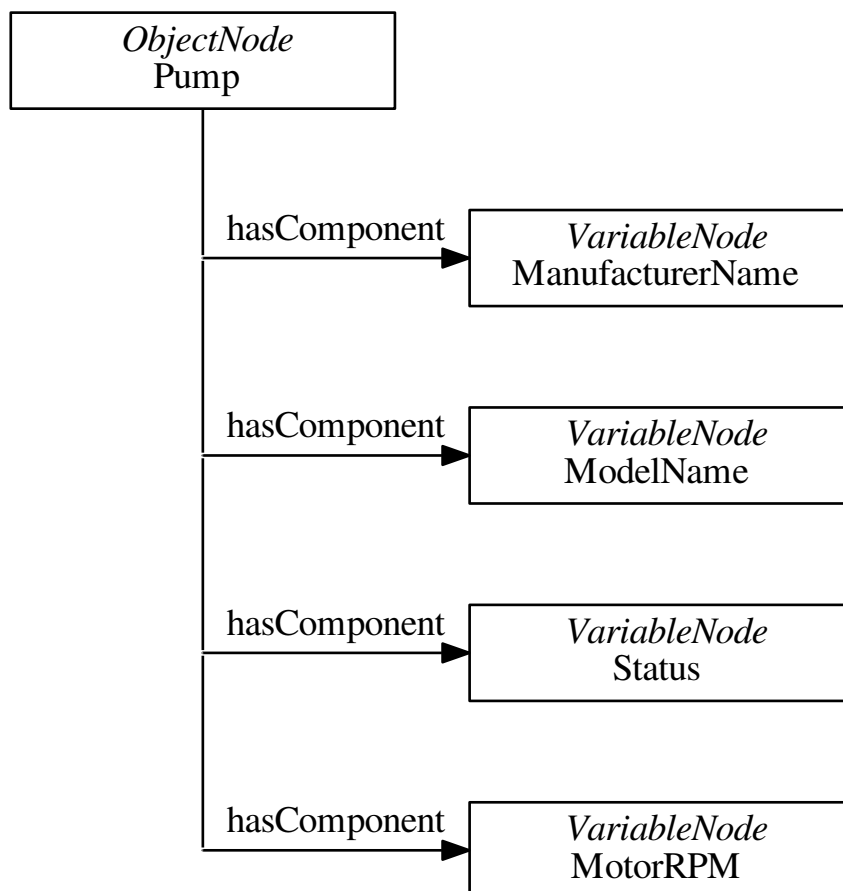 ObjectNode
Pump
hasComponent
VariableNode
ManufacturerName
hasComponent
VariableNode
ModelName
hasComponent
VariableNode
Status
hasComponent
VariableNode
MotorRPM